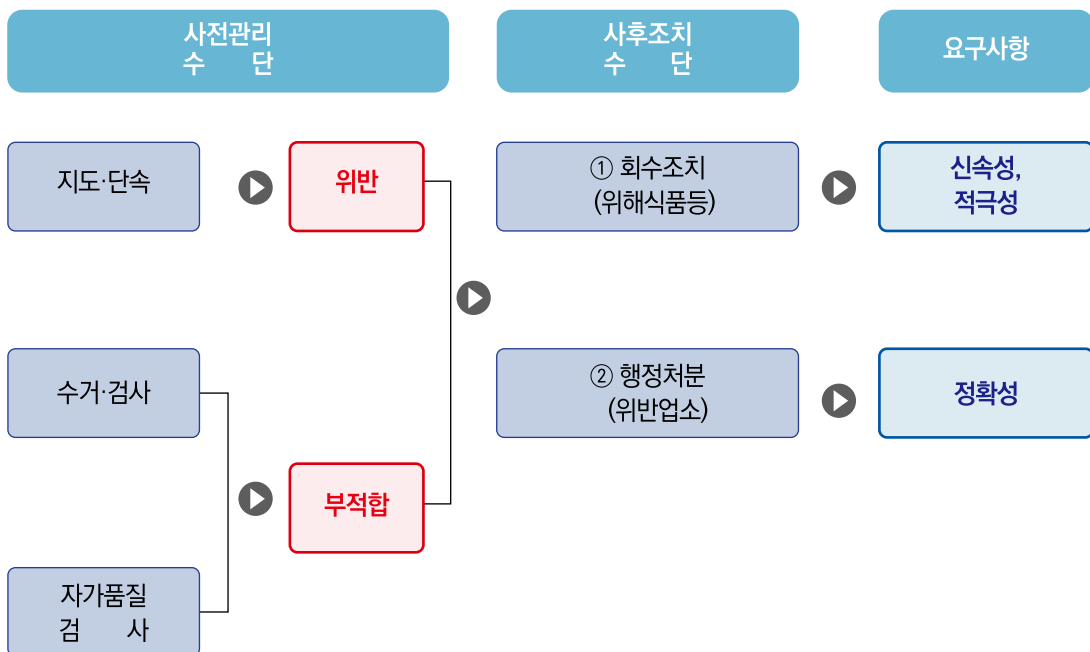 사전관리
수 단
사후조치
수 단
요구사항
지도·단속
위반
① 회수조치
(위해식품등)
신속성,
적극성
수거·검사
② 행정처분
(위반업소)
정확성
부적합
자가품질
검 사